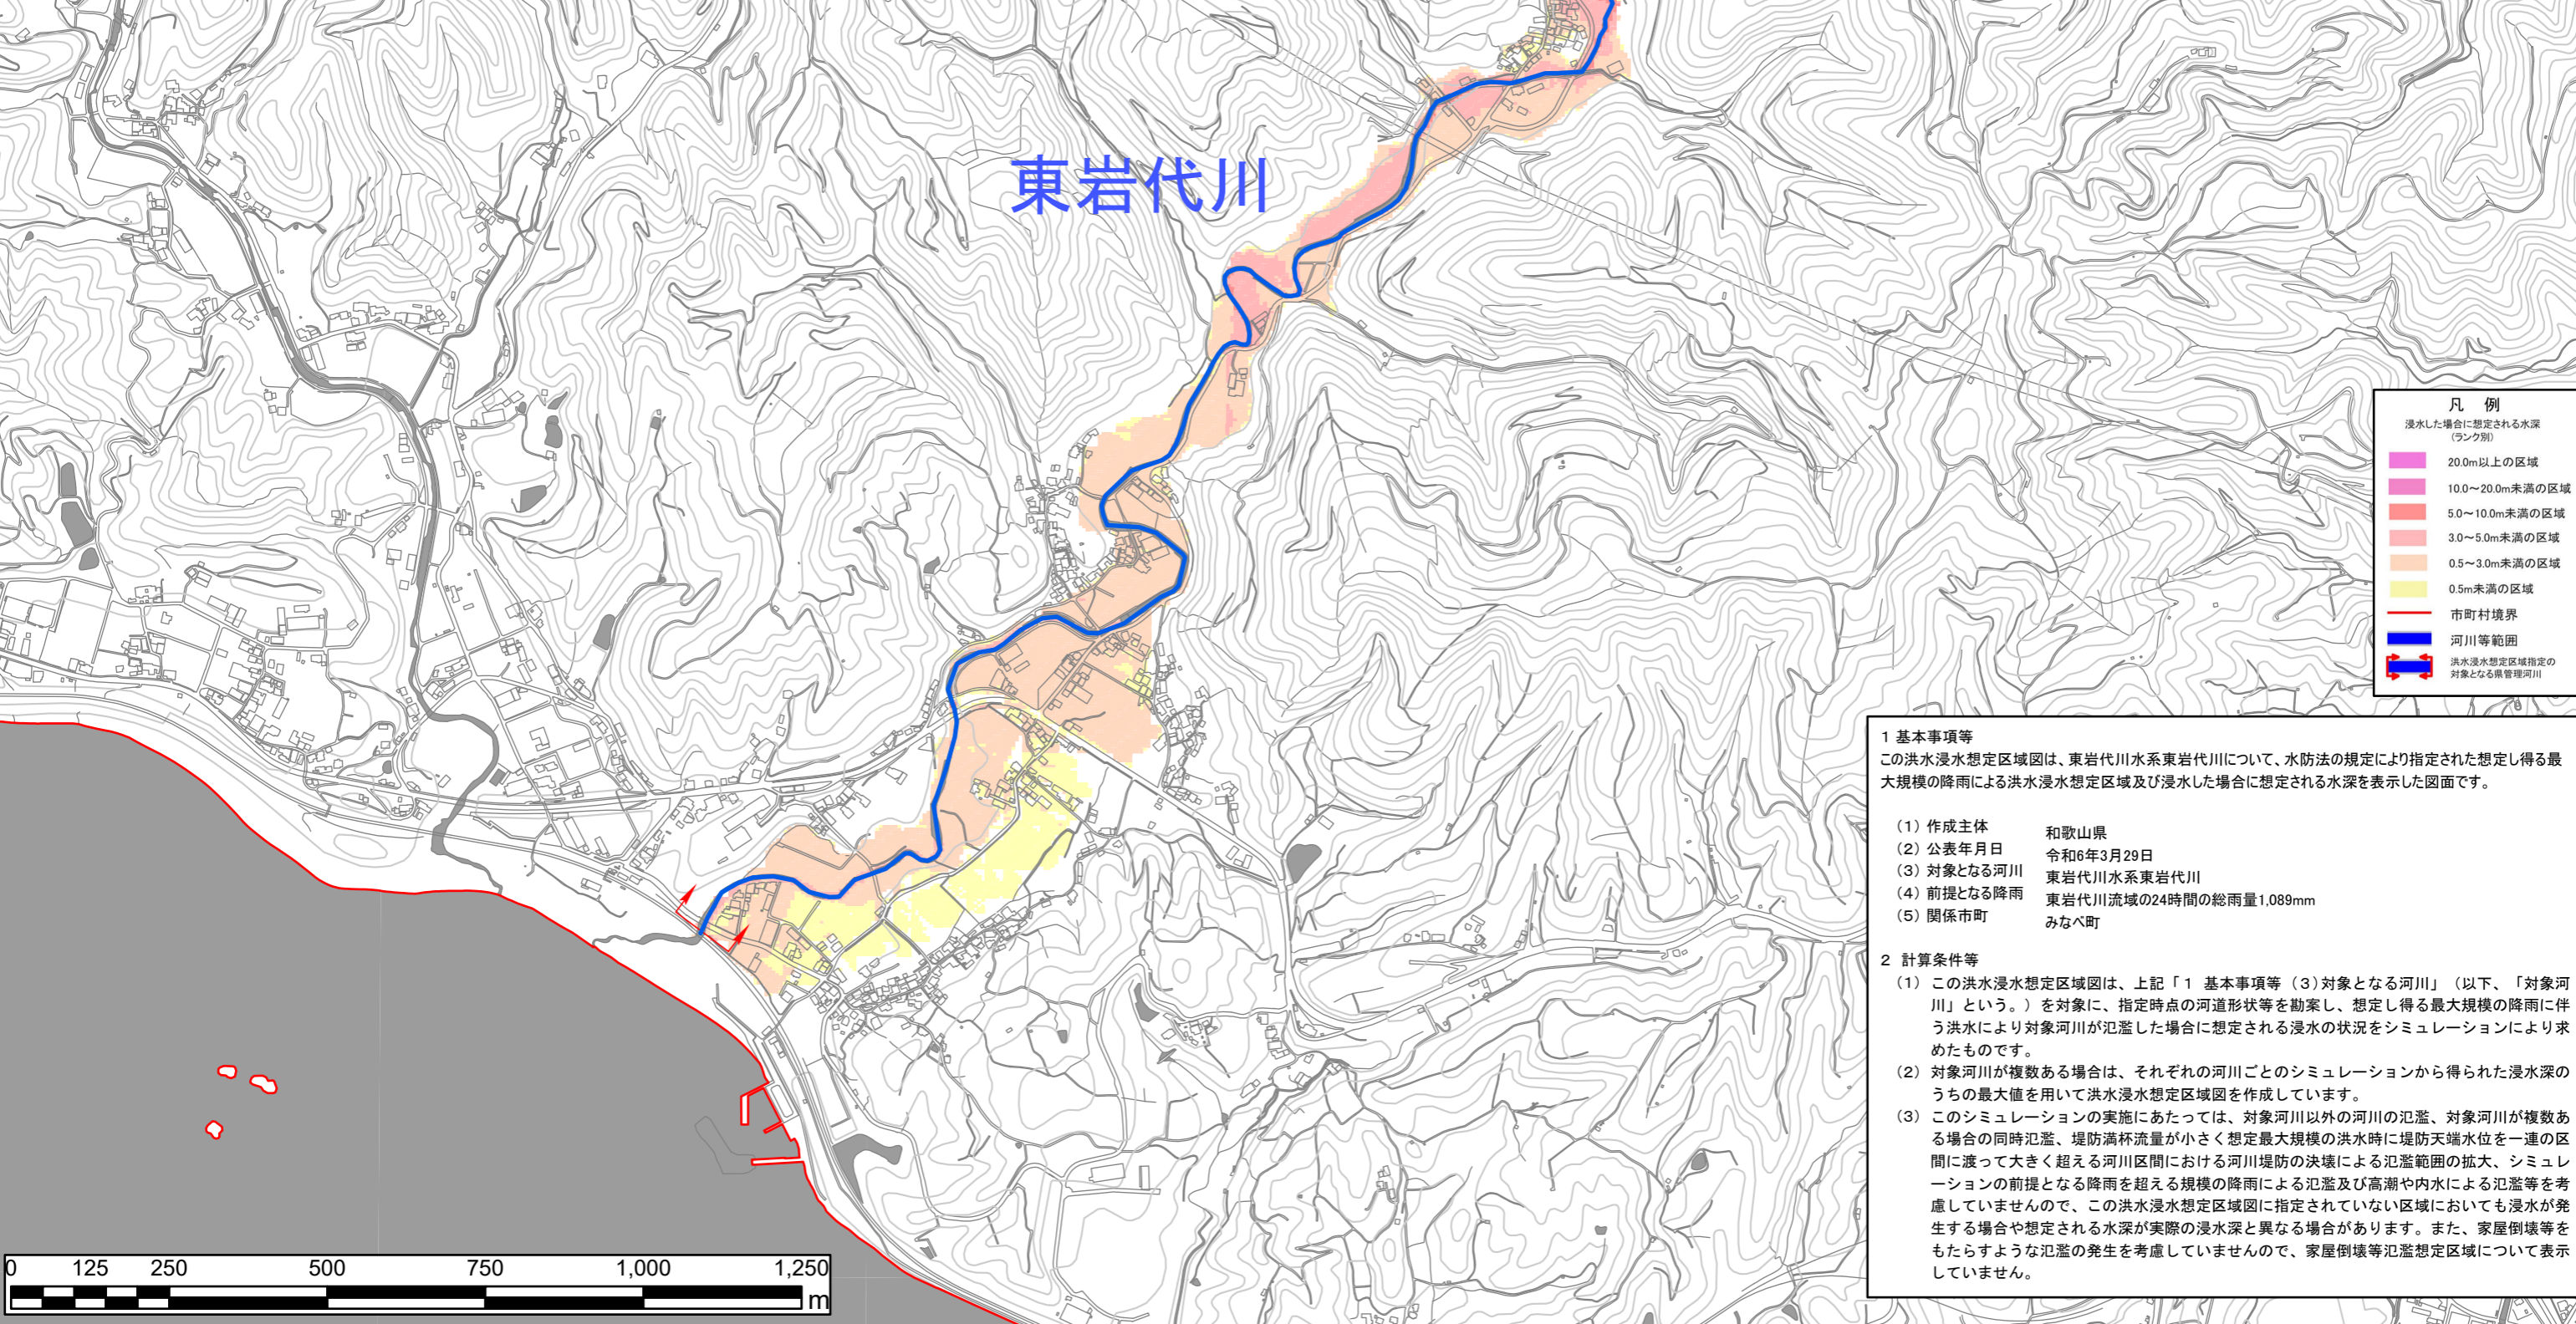 東岩代川
凡 例
浸水した場合に想定される水深
(ランク別)
20.0m以上の区域
10.0～20.0m未満の区域
5.0～10.0m未満の区域
3.0～5.0m未満の区域
0.5～3.0m未満の区域
0.5m未満の区域
市町村境界
河川等範囲
洪水浸水想定区域指定の
対象となる県管理河川
1 基本事項等
この洪水浸水想定区域図は、東岩代川水系東岩代川について、水防法の規定により指定された想定し得る最
大規模の降雨による洪水浸水想定区域及び浸水した場合に想定される水深を表示した図面です。
(1) 作成主体 和歌山県
(2) 公表年月日 令和6年3月29日
(3) 対象となる河川 東岩代川水系東岩代川
(4) 前提となる降雨 東岩代川流域の24時間の総雨量1,089mm
(5) 関係市町 みなべ町
2 計算条件等
(1) この洪水浸水想定区域図は、上記「1 基本事項等 (3)対象となる河川」(以下、「対象河
川」という。)を対象に、指定時点の河道形状等を勘案し、想定し得る最大規模の降雨に伴
う洪水により対象河川が氾濫した場合に想定される浸水の状況をシミュレーションにより求
めたものです。
(2) 対象河川が複数ある場合は、それぞれの河川ごとのシミュレーションから得られた浸水深の
うちの最大値を用いて洪水浸水想定区域図を作成しています。
(3) このシミュレーションの実施にあたっては、対象河川以外の河川の氾濫、対象河川が複数あ
る場合の同時氾濫、堤防満杯流量が小さく想定最大規模の洪水時に堤防天端水位を一連の区
間に渡って大きく超える河川区間における河川堤防の決壊による氾濫範囲の拡大、シミュレ
ーションの前提となる降雨を超える規模の降雨による氾濫及び高潮や内水による氾濫等を考
慮していませんので、この洪水浸水想定区域図に指定されていない区域においても浸水が発
生する場合や想定される水深が実際の浸水深と異なる場合があります。また、家屋倒壊等を
もたらすような氾濫の発生を考慮していませんので、家屋倒壊等氾濫想定区域について表示
していません。
0 125 250 500 750 1,000 1,250
m